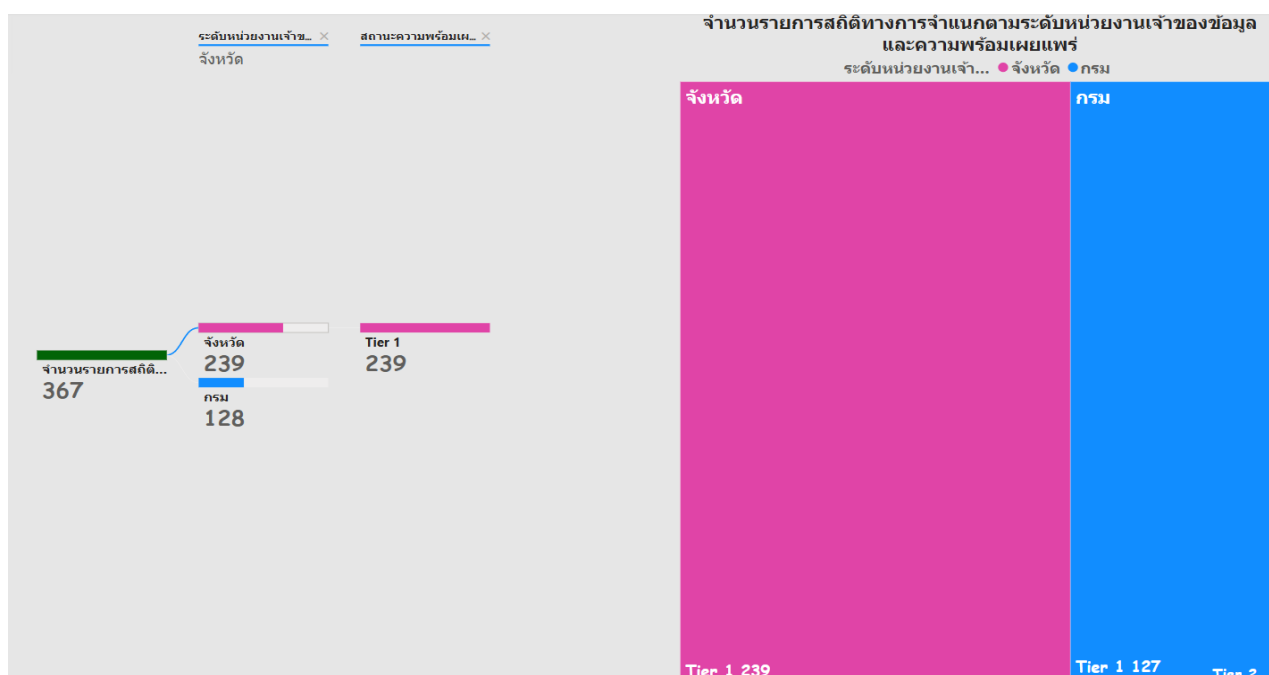 ระดับหน่วยงานเจ้าข... ×
สถานะความพร้อมเผ... ×
จังหวัด
จำนวนรายการสถิติ...
367
จังหวัด
239
กรม
128
Tier 1
239
จำนวนรายการสถิติทางการจำแนกตามระดับหน่วยงานเจ้าของข้อมูล
และความพร้อมเผยแพร่
ระดับหน่วยงานเจ้า... จังหวัด กรม
จังหวัด
กรม
Tier 1 239
Tier 1 127
Tier 2